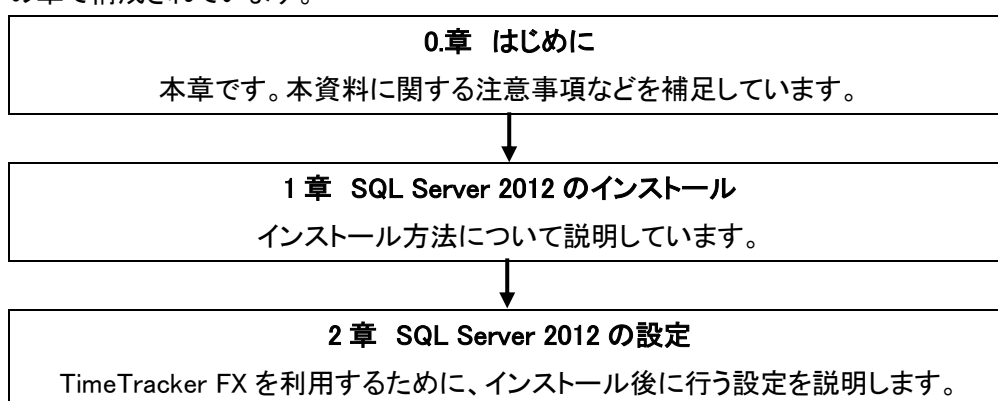 の章で構成されています。
0.章 はじめに
本章です。本資料に関する注意事項などを補足しています。
1 章 SQL Server 2012 のインストール
インストール方法について説明しています。
2 章 SQL Server 2012 の設定
TimeTracker FX を利用するために、インストール後に行う設定を説明します。